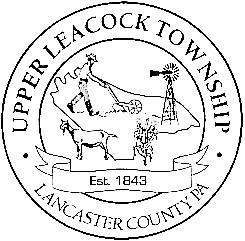 UPPER LEACOCK TOWNSHIP
Est. 1843
LANCASTER COUNTY PA